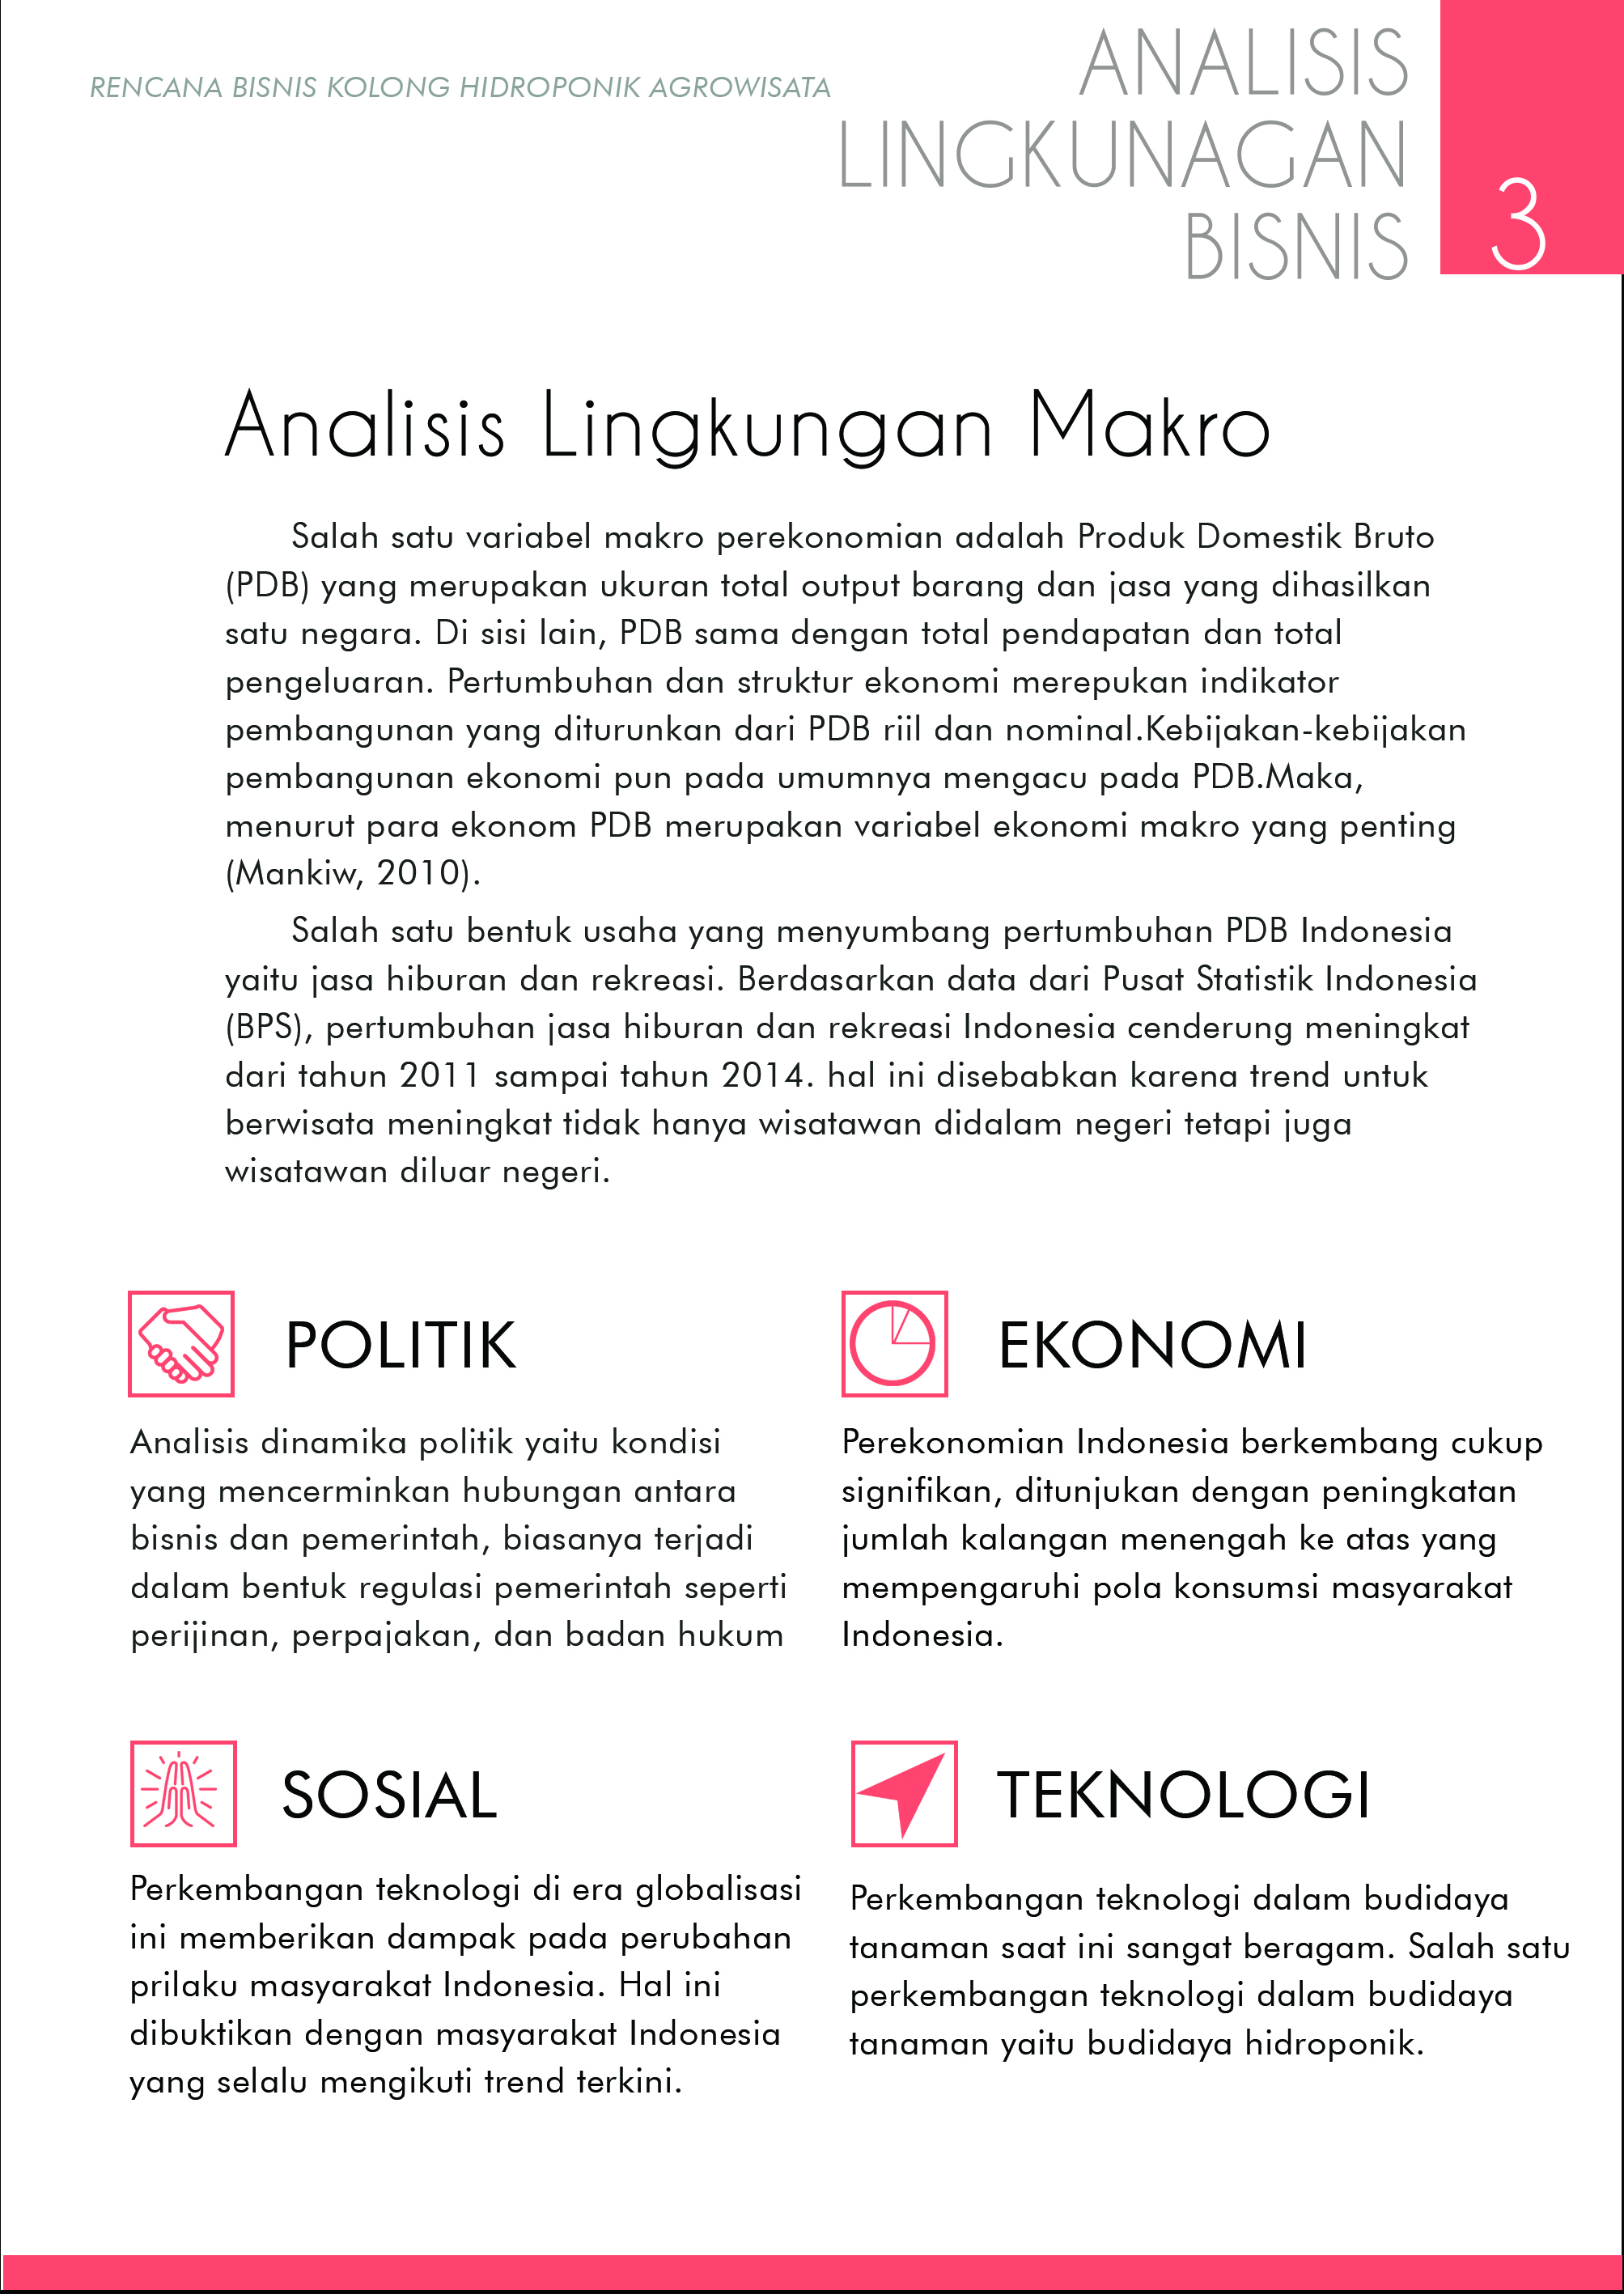 RENCANA BISNIS KOLONG HIDROPONIK AGROWISATA
ANALISIS
LINGKUNAGAN
BISNIS
3
Analisis Lingkungan Makro
Salah satu variabel makro perekonomian adalah Produk Domestik Bruto
(PDB) yang merupakan ukuran total output barang dan jasa yang dihasilkan
satu negara. Di sisi lain, PDB sama dengan total pendapatan dan total
pengeluaran. Pertumbuhan dan struktur ekonomi merepukan indikator
pembangunan yang diturunkan dari PDB riil dan nominal.Kebijakan-kebijakan
pembangunan ekonomi pun pada umumnya mengacu pada PDB.Maka,
menurut para ekonom PDB merupakan variabel ekonomi makro yang penting
(Mankiw, 2010).
Salah satu bentuk usaha yang menyumbang pertumbuhan PDB Indonesia
yaitu jasa hiburan dan rekreasi. Berdasarkan data dari Pusat Statistik Indonesia
(BPS), pertumbuhan jasa hiburan dan rekreasi Indonesia cenderung meningkat
dari tahun 2011 sampai tahun 2014. hal ini disebabkan karena trend untuk
berwisata meningkat tidak hanya wisatawan didalam negeri tetapi juga
wisatawan diluar negeri.
POLITIK
Analisis dinamika politik yaitu kondisi
yang mencerminkan hubungan antara
bisnis dan pemerintah, biasanya terjadi
dalam bentuk regulasi pemerintah seperti
perijinan, perpajakan, dan badan hukum
EKONOMI
Perekonomian Indonesia berkembang cukup
signifikan, ditunjukan dengan peningkatan
jumlah kalangan menengah ke atas yang
mempengaruhi pola konsumsi masyarakat
Indonesia.
SOSIAL
Perkembangan teknologi di era globalisasi
ini memberikan dampak pada perubahan
prilaku masyarakat Indonesia. Hal ini
dibuktikan dengan masyarakat Indonesia
yang selalu mengikuti trend terkini.
TEKNOLOGI
Perkembangan teknologi dalam budidaya
tanaman saat ini sangat beragam. Salah satu
perkembangan teknologi dalam budidaya
tanaman yaitu budidaya hidroponik.